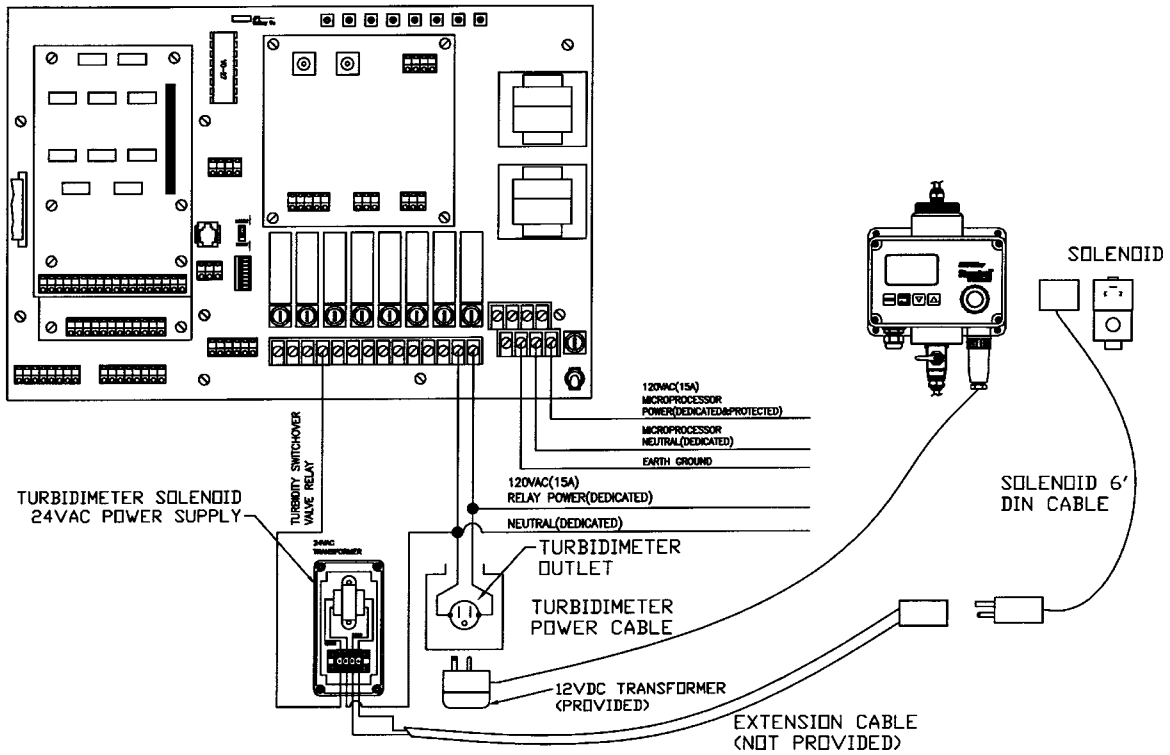 SOLENOID
120VAC(15A)
MICROPROCESSOR
POWER(DEDICATED&PROTECTED)
MICROPROCESSOR
NEUTRAL(DEDICATED)
EARTH GROUND
120VAC(15A)
RELAY POWER(DEDICATED)
NEUTRAL(DEDICATED)
SOLENOID 6'
DIN CABLE
TURBIDITY SWITCHOVER
VALVE RELAY
TURBIDIMETER SOLENOID
24VAC POWER SUPPLY
24VAC
TRANSFORMER
TURBIDIMETER
OUTLET
TURBIDIMETER
POWER CABLE
12VDC TRANSFORMER
(PROVIDED)
EXTENSION CABLE
(NOT PROVIDED)